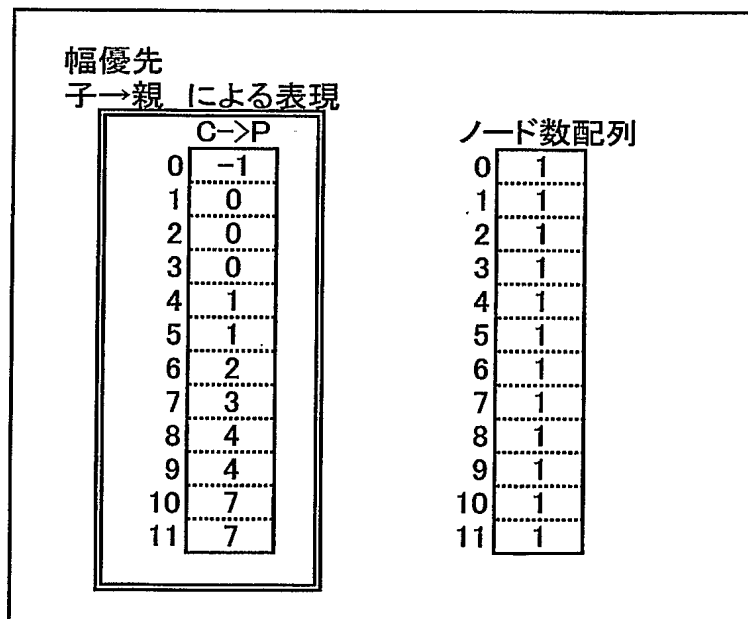 幅優先
子→親 による表現
C->P
ノード数配列
0 -1 0 1
1 0 1 1
2 0 2 1
3 0 3 1
4 1 4 1
5 1 5 1
6 2 6 1
7 3 7 1
8 4 8 1
9 4 9 1
10 7 10 1
11 7 11 1